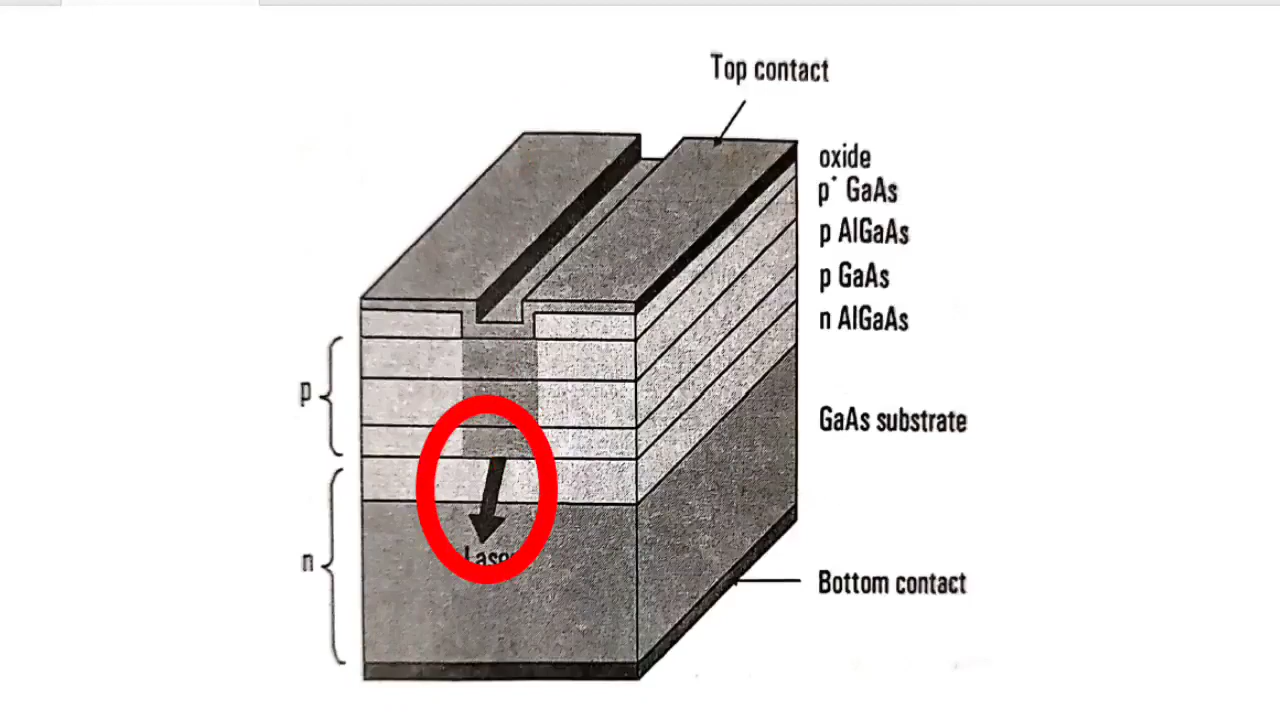 Top contact
oxide
p⁺ GaAs
p AlGaAs
p GaAs
n AlGaAs
p
GaAs substrate
n
Bottom contact